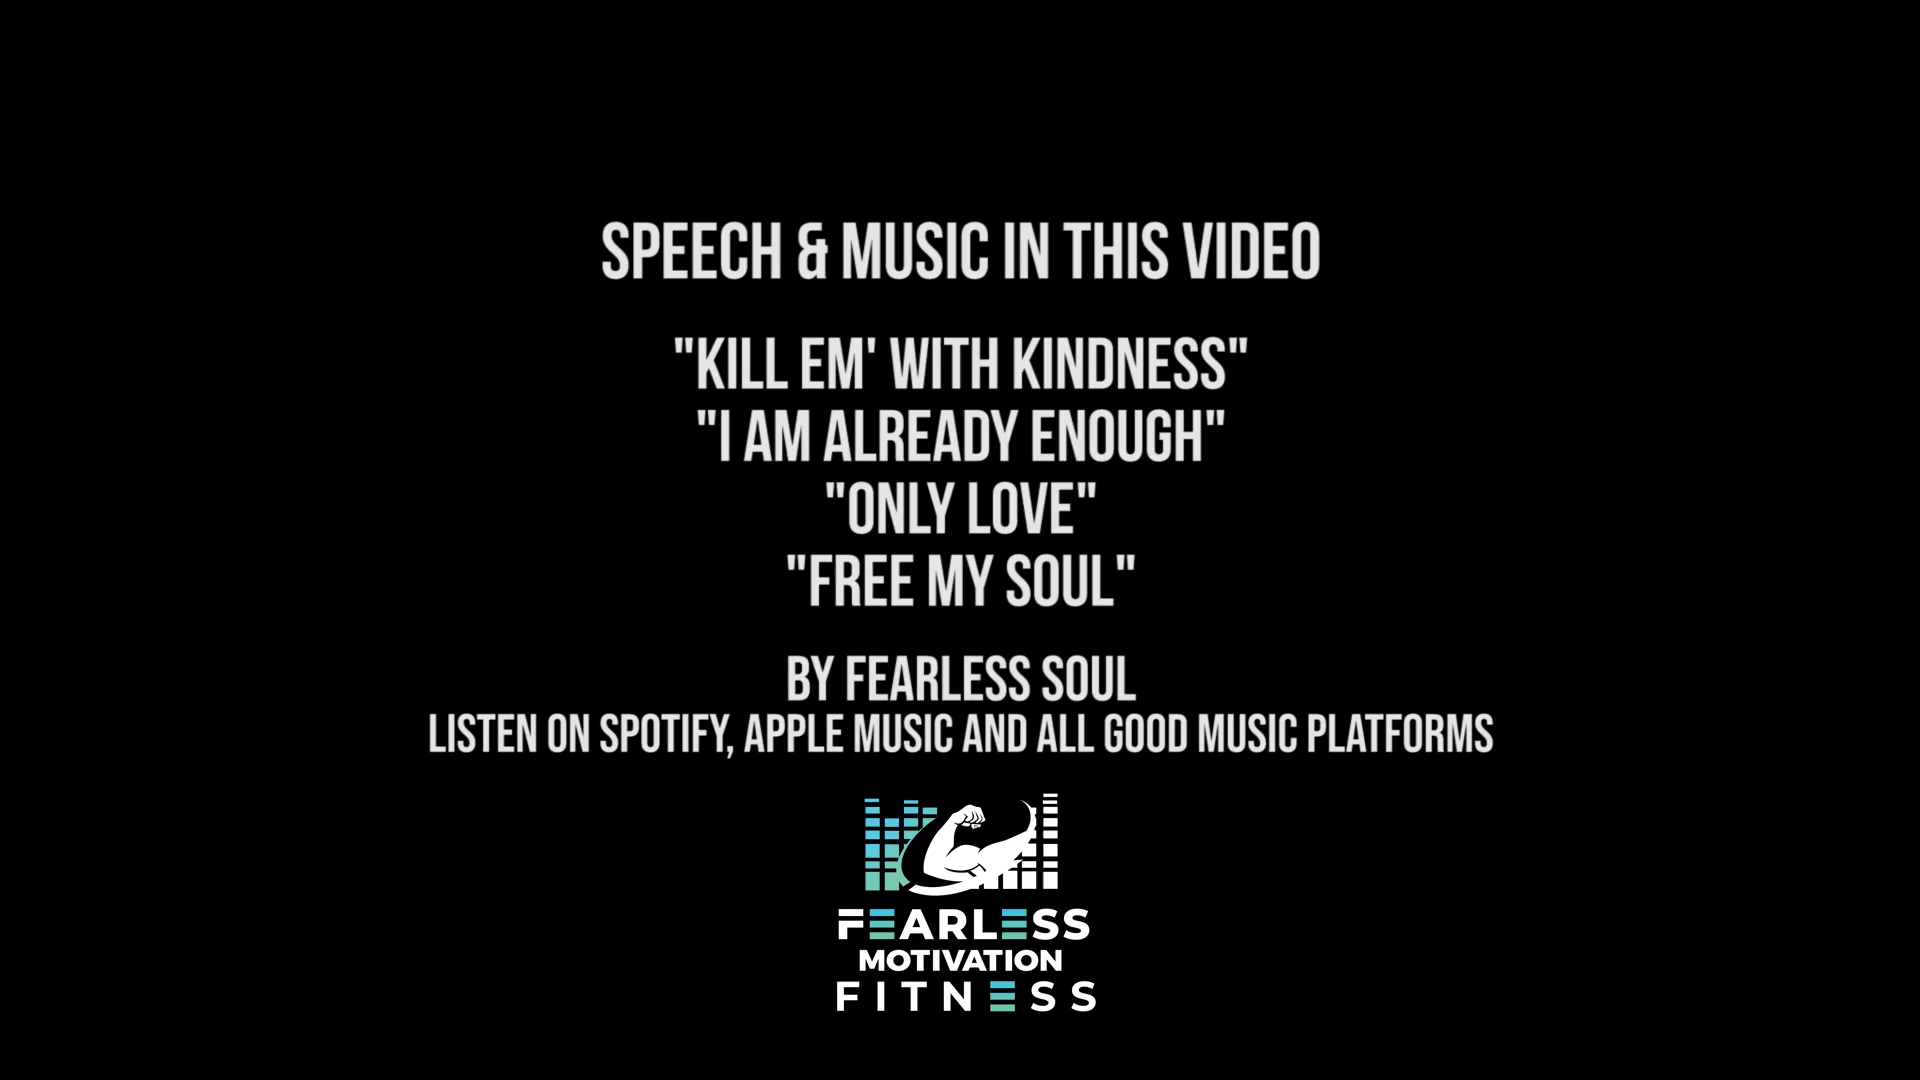 SPEECH & MUSIC IN THIS VIDEO
"KILL EM' WITH KINDNESS"
"I AM ALREADY ENOUGH"
"ONLY LOVE"
"FREE MY SOUL"
BY FEARLESS SOUL
LISTEN ON SPOTIFY, APPLE MUSIC AND ALL GOOD MUSIC PLATFORMS
FEARLESS
MOTIVATION
FITNESS